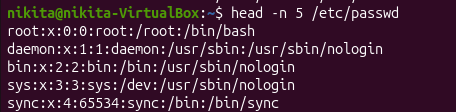 nikita@nikita-VirtualBox:~$ head -n 5 /etc/passwd
root:x:0:0:root:/root:/bin/bash
daemon:x:1:1:daemon:/usr/sbin:/usr/sbin/nologin
bin:x:2:2:bin:/bin:/usr/sbin/nologin
sys:x:3:3:sys:/dev:/usr/sbin/nologin
sync:x:4:65534:sync:/bin:/bin/sync